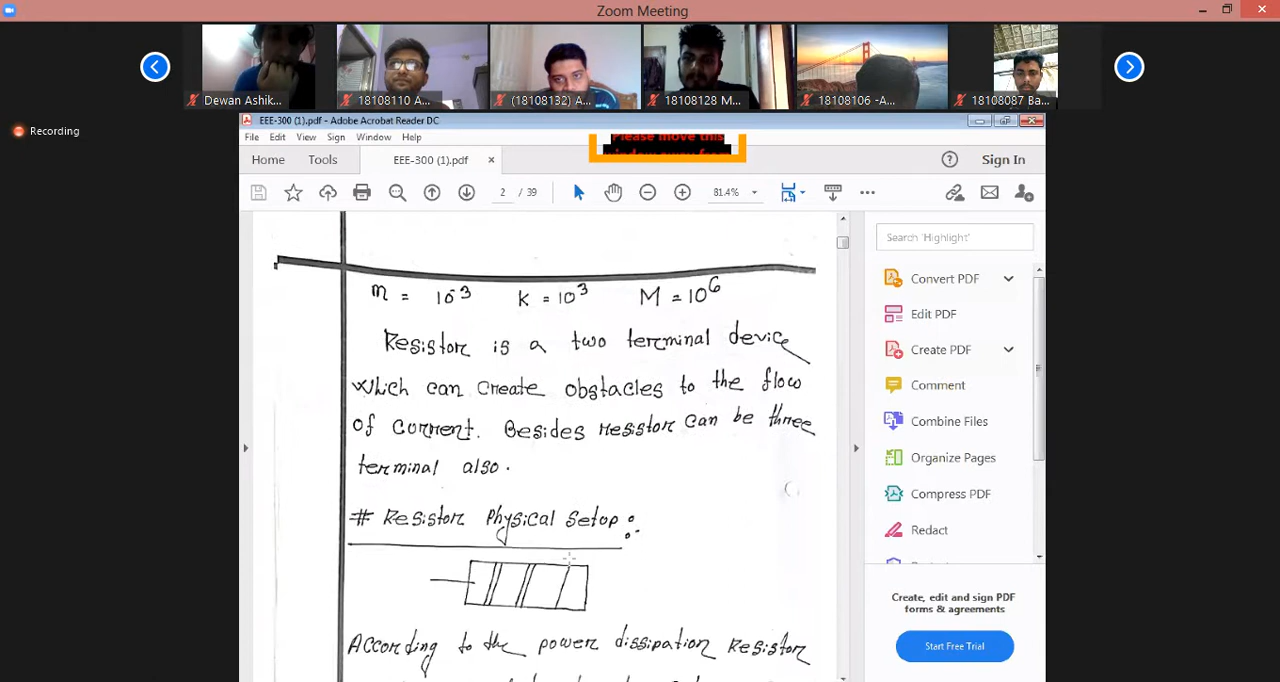 Zoom Meeting
Dewan Ashik...
18108110 A...
(18108132) A...
18108128 M...
18108106 -A...
18108087 Ba...
Recording
EEE-300 (1).pdf - Adobe Acrobat Reader DC
File Edit View Sign Window Help
Please move this
Home Tools EEE-300 (1).pdf × Sign In
2 / 39 81.4%
Search 'Highlight'
m = 10⁻³ K = 10³ M = 10⁶
Resistor is a two terminal device
which can create obstacles to the flow
of current. Besides resistor can be three
terminal also.
# Resistor Physical Setup :
According to the power dissipation Resistor
Convert PDF
Edit PDF
Create PDF
Comment
Combine Files
Organize Pages
Compress PDF
Redact
Create, edit and sign PDF
forms & agreements
Start Free Trial